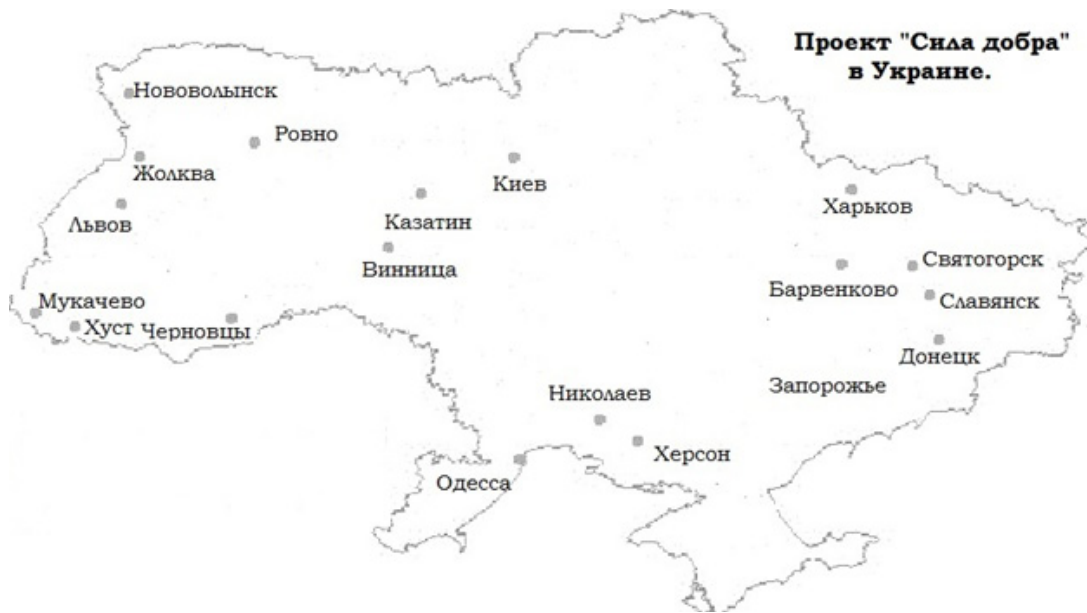 Проект "Сила добра"
в Украине.
Нововолынск
Ровно
Жолква
Киев
Казатин
Харьков
Львов
Винница
Святогорск
Барвенково
Славянск
Мукачево
Хуст
Черновцы
Донецк
Запорожье
Николаев
Херсон
Одесса